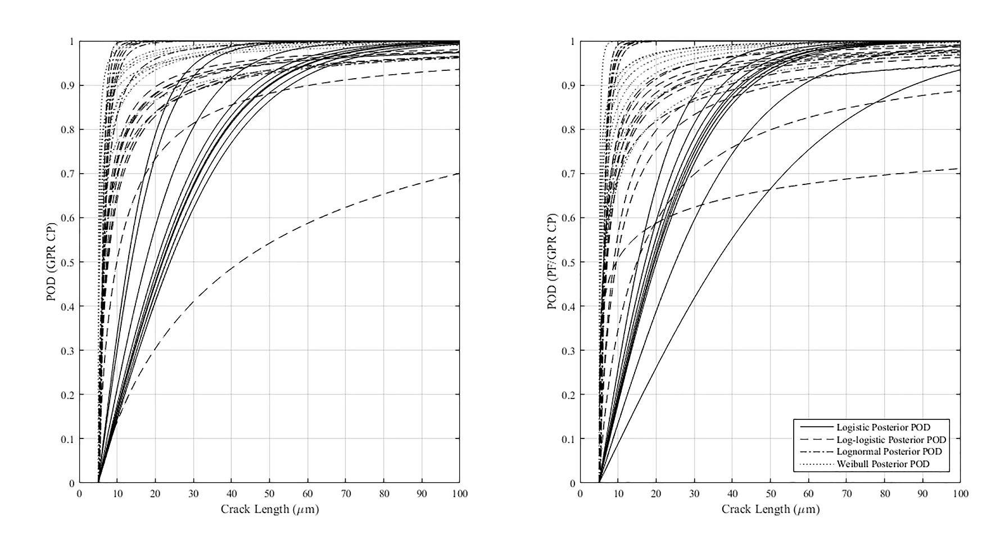 1
0.9
0.8
0.7
0.6
0.5
0.4
0.3
0.2
0.1
0
POD (GPR CP)
0 10 20 30 40 50 60 70 80 90 100
Crack Length (μm)
1
0.9
0.8
0.7
0.6
0.5
0.4
0.3
0.2
0.1
0
POD (PF/GPR CP)
Logistic Posterior POD
Log-logistic Posterior POD
Lognormal Posterior POD
Weibull Posterior POD
0 10 20 30 40 50 60 70 80 90 100
Crack Length (μm)